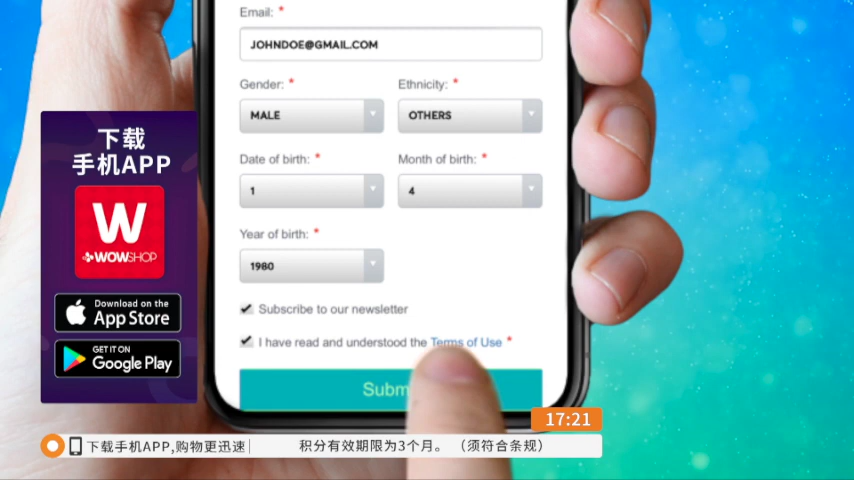 Email: *
JOHNDOE@GMAIL.COM
Gender: *
Ethnicity: *
MALE
OTHERS
Date of birth: *
Month of birth: *
1
4
Year of birth: *
1980
Subscribe to our newsletter
I have read and understood the Terms of Use *
下载
手机APP
W
WOWSHOP
Download on the
App Store
GET IT ON
Google Play
17:21
下载手机APP,购物更迅速
积分有效期限为3个月。 （须符合条规）